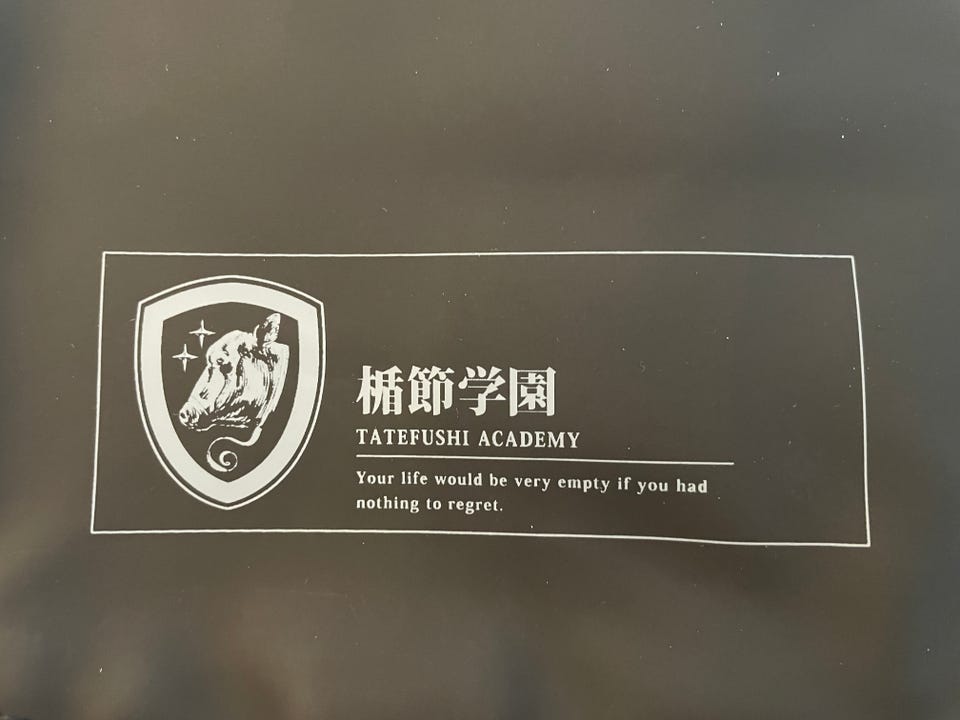 楯節学園
TATEFUSHI ACADEMY
Your life would be very empty if you had
nothing to regret.